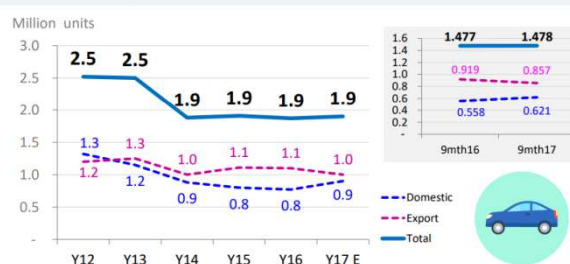 Million units
3.0
2.5
2.0
1.5
1.0
0.5
-
2.5 2.5 1.9 1.9 1.9 1.9
1.3 1.3 1.0 1.1 1.1 1.0
1.2 1.2 0.9 0.8 0.8 0.9
Y12 Y13 Y14 Y15 Y16 Y17 E
1.6
1.4
1.2
1.0
0.8
0.6
0.4
0.2
-
1.477 1.478
0.919 0.857
0.558 0.621
9mth16 9mth17
Domestic
Export
Total